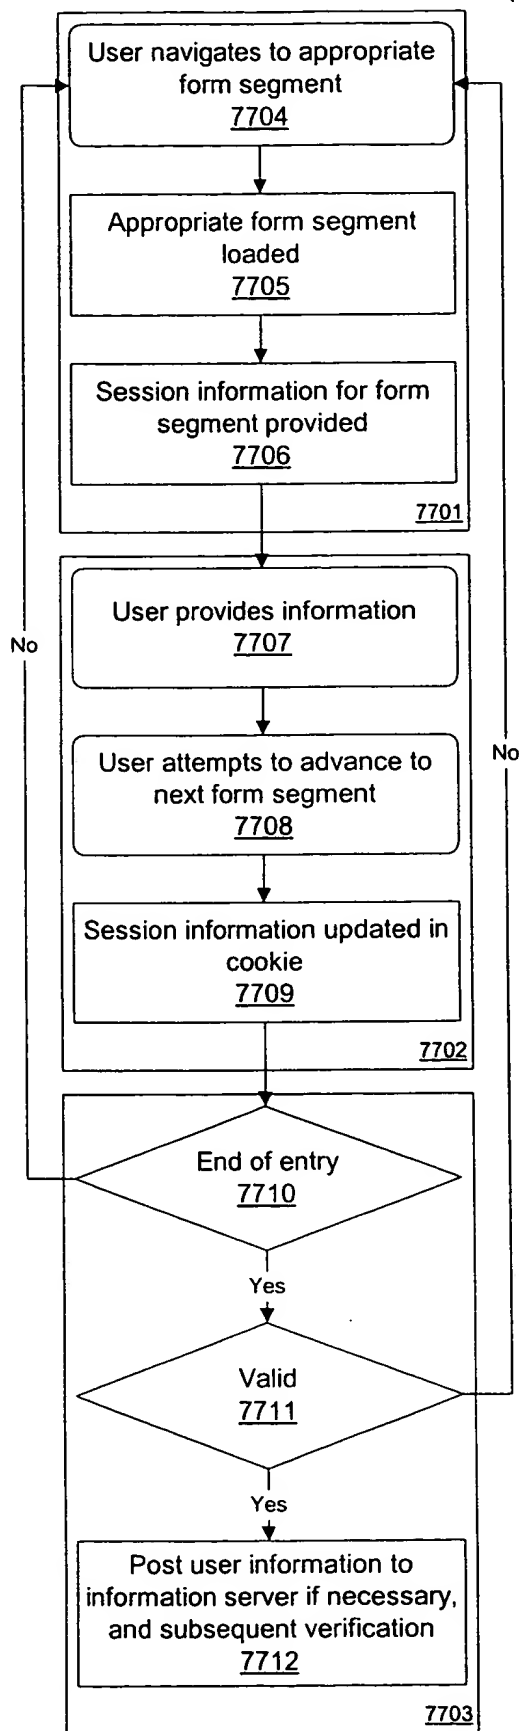 User navigates to appropriate
form segment
7704
Appropriate form segment
loaded
7705
Session information for form
segment provided
7706
7701
User provides information
7707
No
User attempts to advance to
next form segment
7708
No
Session information updated in
cookie
7709
7702
End of entry
7710
Yes
Valid
7711
Yes
Post user information to
information server if necessary,
and subsequent verification
7712
7703